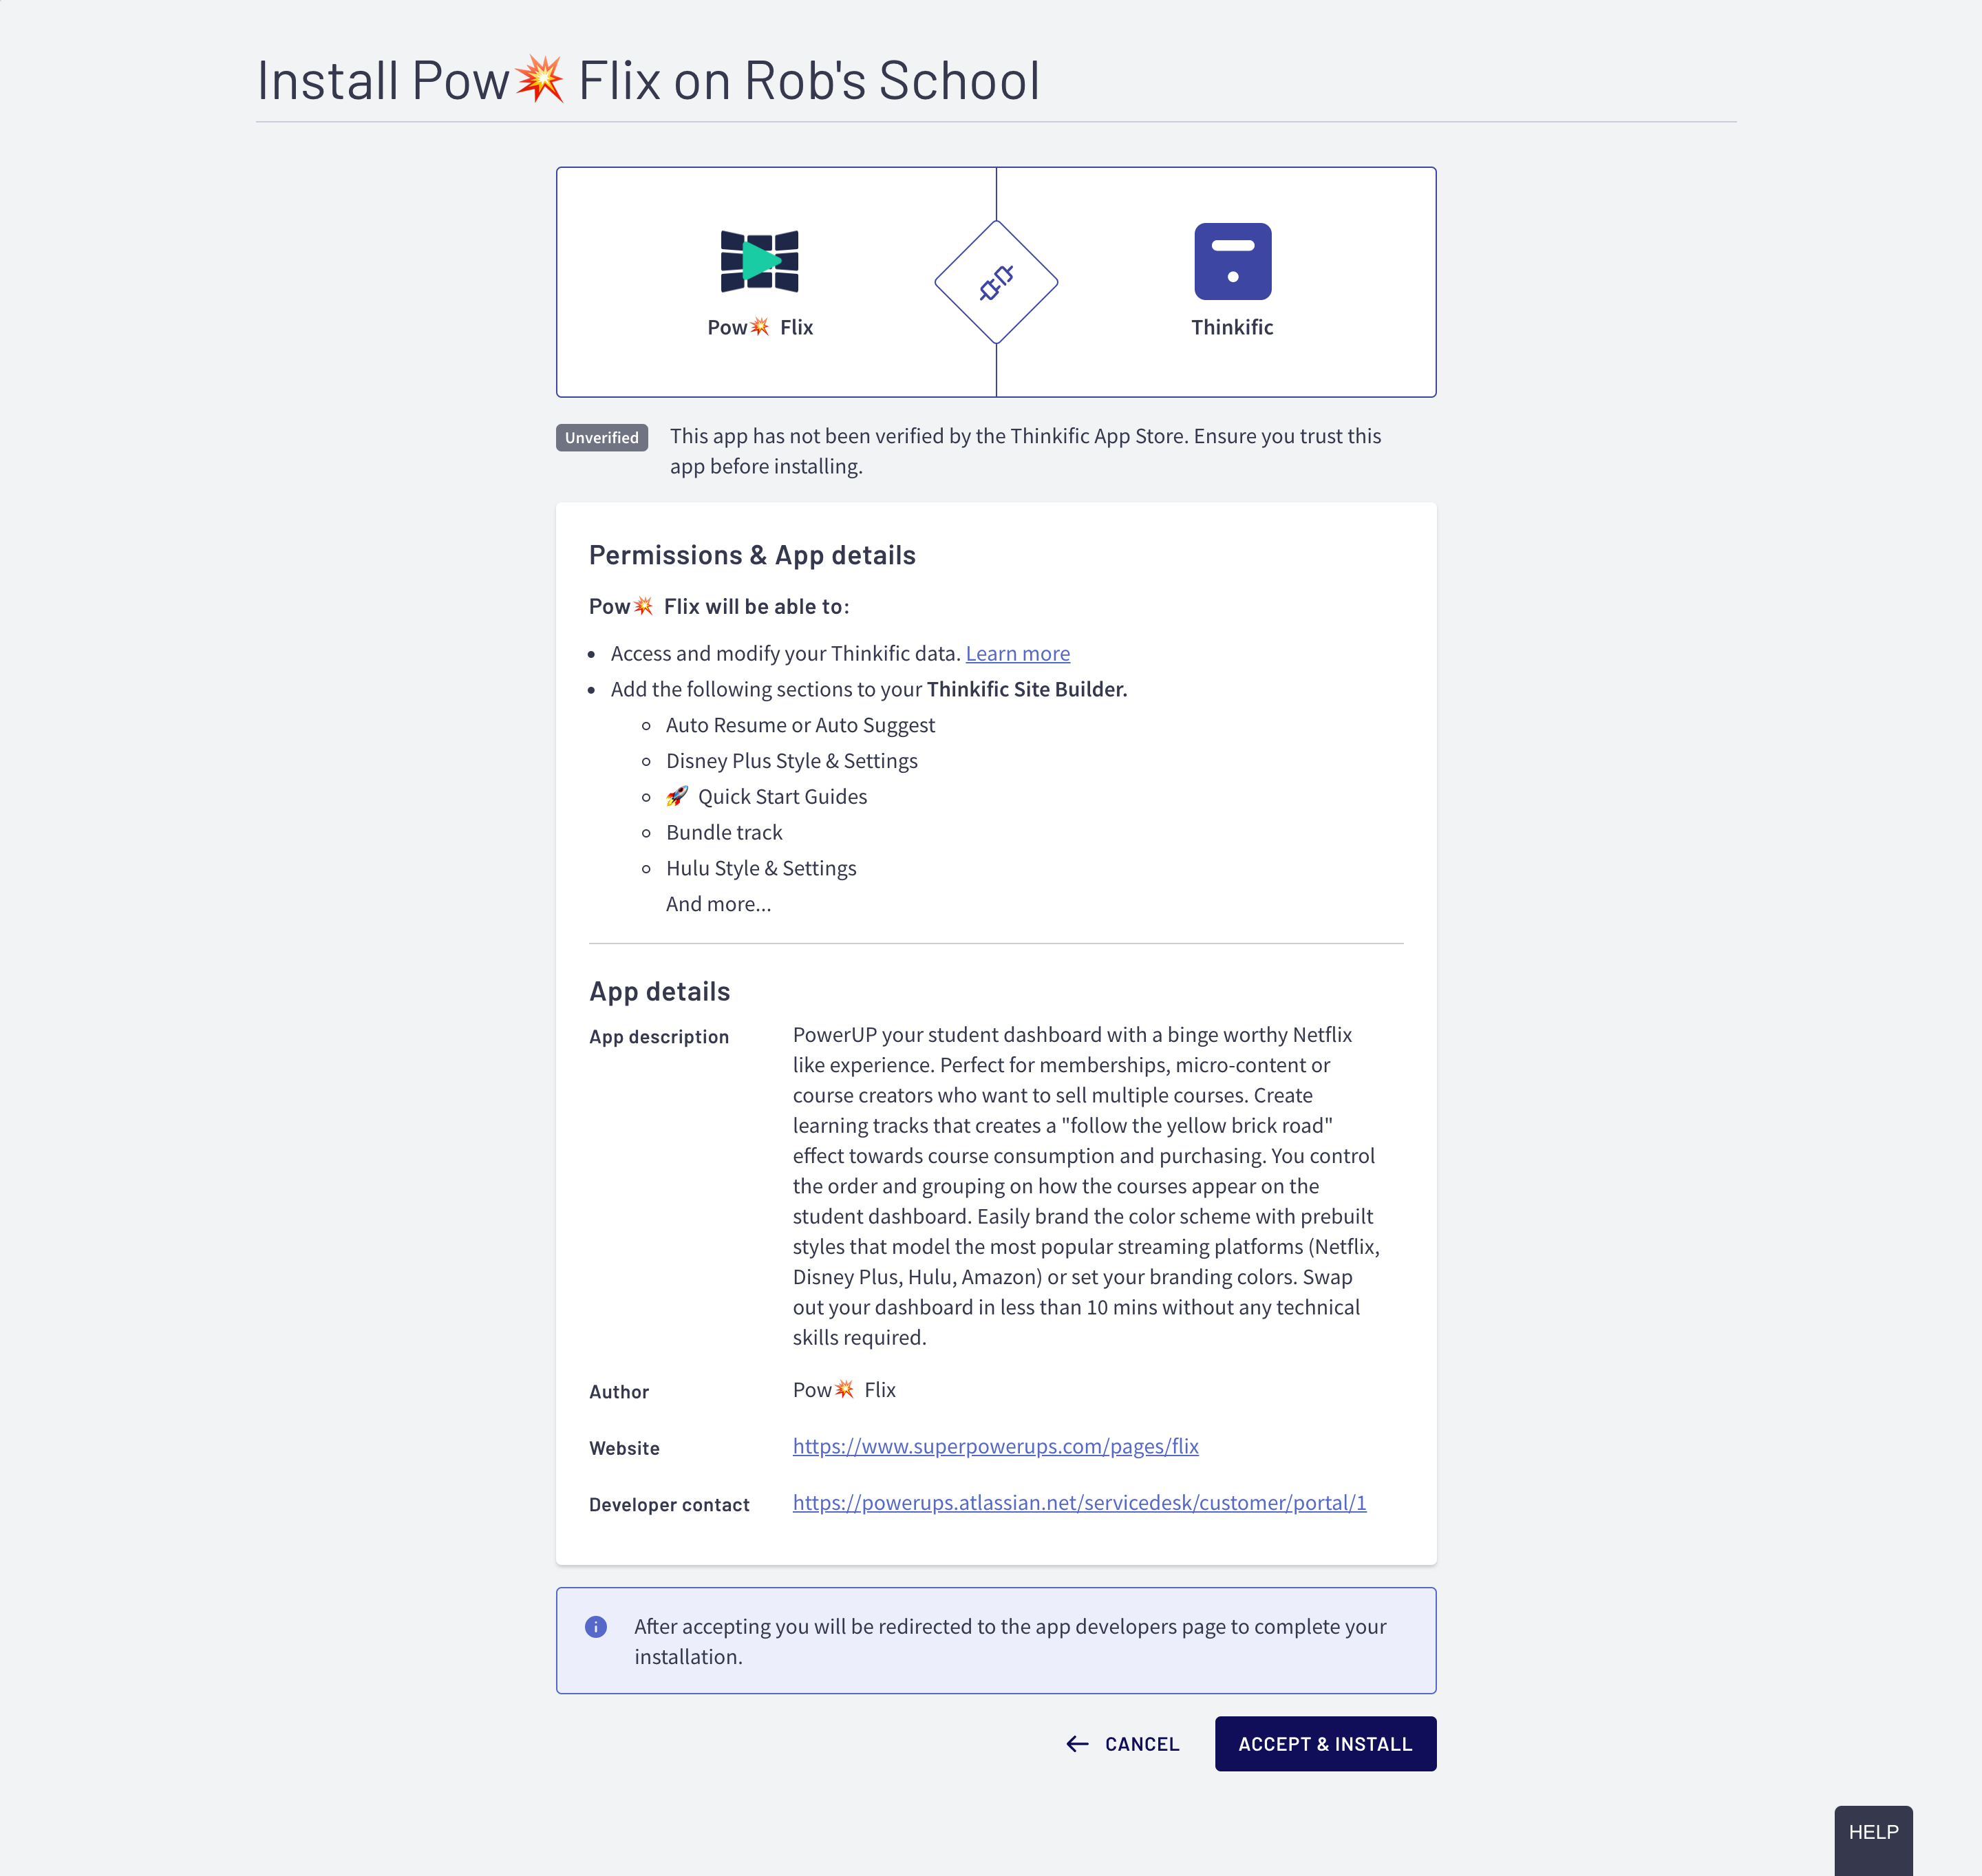 Install Pow💥 Flix on Rob's School
Pow💥 Flix
Thinkific
Unverified
This app has not been verified by the Thinkific App Store. Ensure you trust this
app before installing.
Permissions & App details
Pow💥 Flix will be able to:
• Access and modify your Thinkific data. Learn more
• Add the following sections to your Thinkific Site Builder.
◦ Auto Resume or Auto Suggest
◦ Disney Plus Style & Settings
◦ 🚀 Quick Start Guides
◦ Bundle track
◦ Hulu Style & Settings
And more...
App details
App description
PowerUP your student dashboard with a binge worthy Netflix
like experience. Perfect for memberships, micro-content or
course creators who want to sell multiple courses. Create
learning tracks that creates a "follow the yellow brick road"
effect towards course consumption and purchasing. You control
the order and grouping on how the courses appear on the
student dashboard. Easily brand the color scheme with prebuilt
styles that model the most popular streaming platforms (Netflix,
Disney Plus, Hulu, Amazon) or set your branding colors. Swap
out your dashboard in less than 10 mins without any technical
skills required.
Author
Pow💥 Flix
Website
https://www.superpowerups.com/pages/flix
Developer contact
https://powerups.atlassian.net/servicedesk/customer/portal/1
After accepting you will be redirected to the app developers page to complete your
installation.
← CANCEL
ACCEPT & INSTALL
HELP